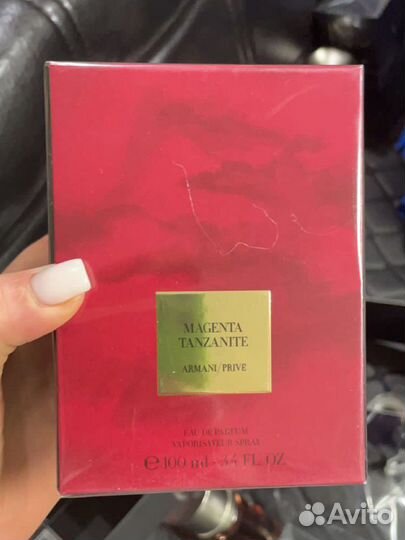 MAGENTA
TANZANITE
ARMANI/PRIVE
EAU DE PARFUM
VAPORISATEUR SPRAY
℮ 100 ml - 3.4 FL. OZ
Avito